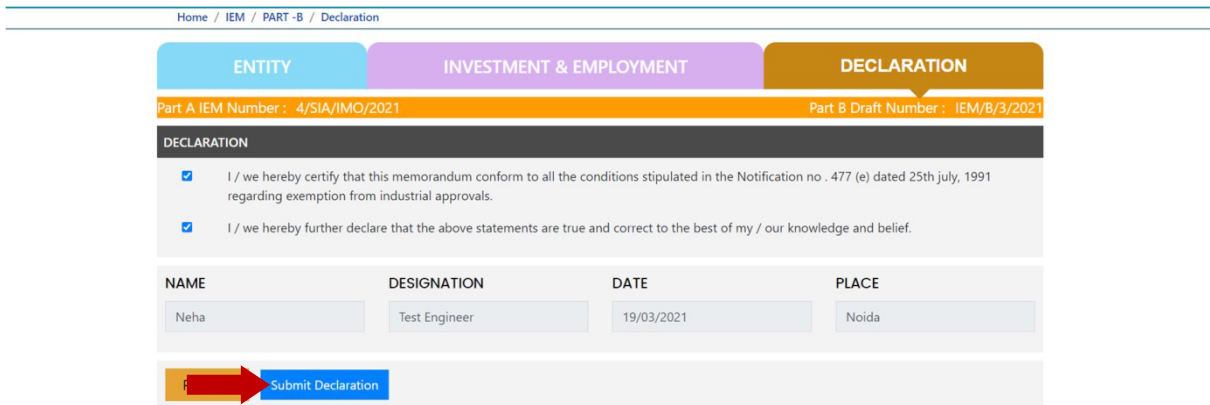 Home / IEM / PART -B / Declaration
ENTITY
INVESTMENT & EMPLOYMENT
DECLARATION
Part A IEM Number : 4/SIA/IMO/2021
Part B Draft Number : IEM/B/3/2021
DECLARATION
I / we hereby certify that this memorandum conform to all the conditions stipulated in the Notification no . 477 (e) dated 25th july, 1991
regarding exemption from industrial approvals.
I / we hereby further declare that the above statements are true and correct to the best of my / our knowledge and belief.
NAME
DESIGNATION
DATE
PLACE
Neha
Test Engineer
19/03/2021
Noida
Submit Declaration